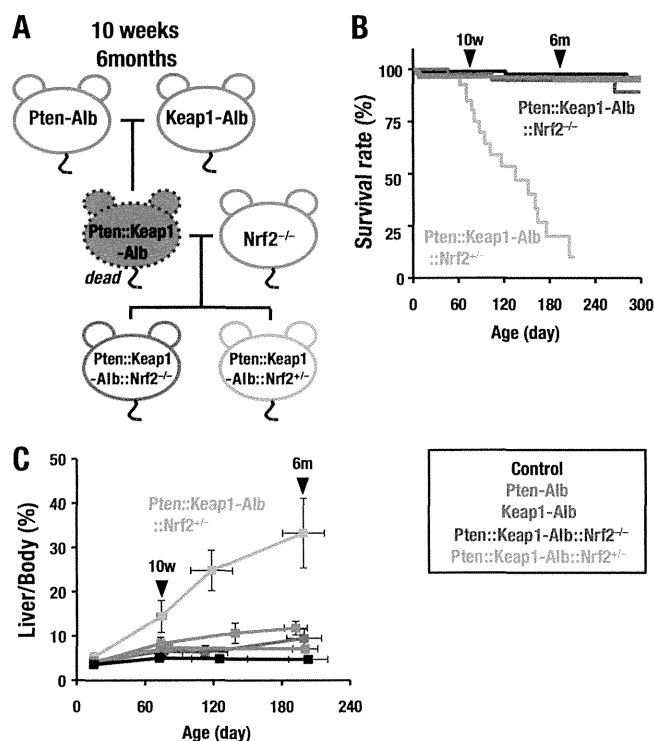 A
10 weeks
6months
Pten-Alb
Keap1-Alb
Pten::Keap1
-Alb
dead
Nrf2–/–
Pten::Keap1
-Alb::Nrf2–/–
Pten::Keap1
-Alb::Nrf2+/–
B
10w
6m
Survival rate (%)
100
75
50
25
0
Pten::Keap1-Alb
::Nrf2–/–
Pten::Keap1-Alb
::Nrf2+/–
0
60
120
180
240
300
Age (day)
C
Liver/Body (%)
50
40
30
20
10
0
Pten::Keap1-Alb
::Nrf2+/–
10w
6m
0
60
120
180
240
Age (day)
Control
Pten-Alb
Keap1-Alb
Pten::Keap1-Alb::Nrf2–/–
Pten::Keap1-Alb::Nrf2+/–